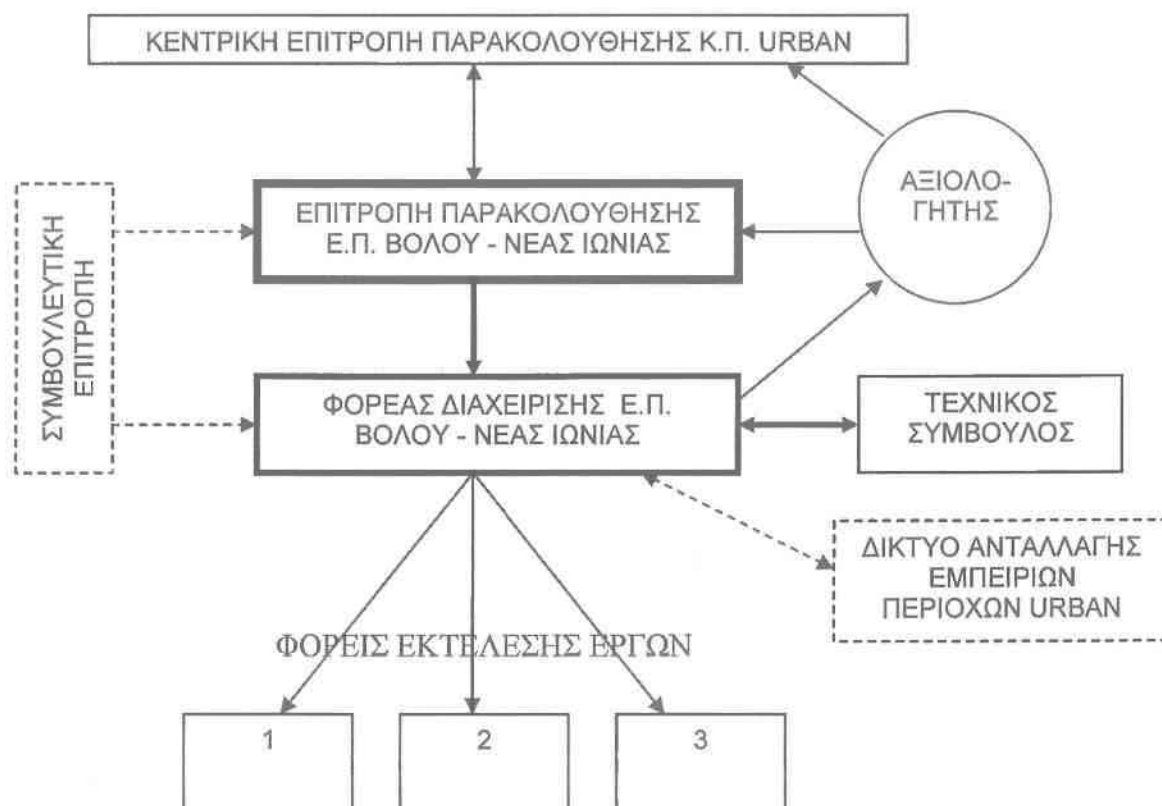 ΚΕΝΤΡΙΚΗ ΕΠΙΤΡΟΠΗ ΠΑΡΑΚΟΛΟΥΘΗΣΗΣ Κ.Π. URBAN
ΑΞΙΟΛΟ-
ΓΗΤΗΣ
ΕΠΙΤΡΟΠΗ ΠΑΡΑΚΟΛΟΥΘΗΣΗΣ
Ε.Π. ΒΟΛΟΥ - ΝΕΑΣ ΙΩΝΙΑΣ
ΣΥΜΒΟΥΛΕΥΤΙΚΗ
ΕΠΙΤΡΟΠΗ
ΦΟΡΕΑΣ ΔΙΑΧΕΙΡΙΣΗΣ Ε.Π.
ΒΟΛΟΥ - ΝΕΑΣ ΙΩΝΙΑΣ
ΤΕΧΝΙΚΟΣ
ΣΥΜΒΟΥΛΟΣ
ΔΙΚΤΥΟ ΑΝΤΑΛΛΑΓΗΣ
ΕΜΠΕΙΡΙΩΝ
ΠΕΡΙΟΧΩΝ URBAN
ΦΟΡΕΙΣ ΕΚΤΕΛΕΣΗΣ ΕΡΓΩΝ
1
2
3